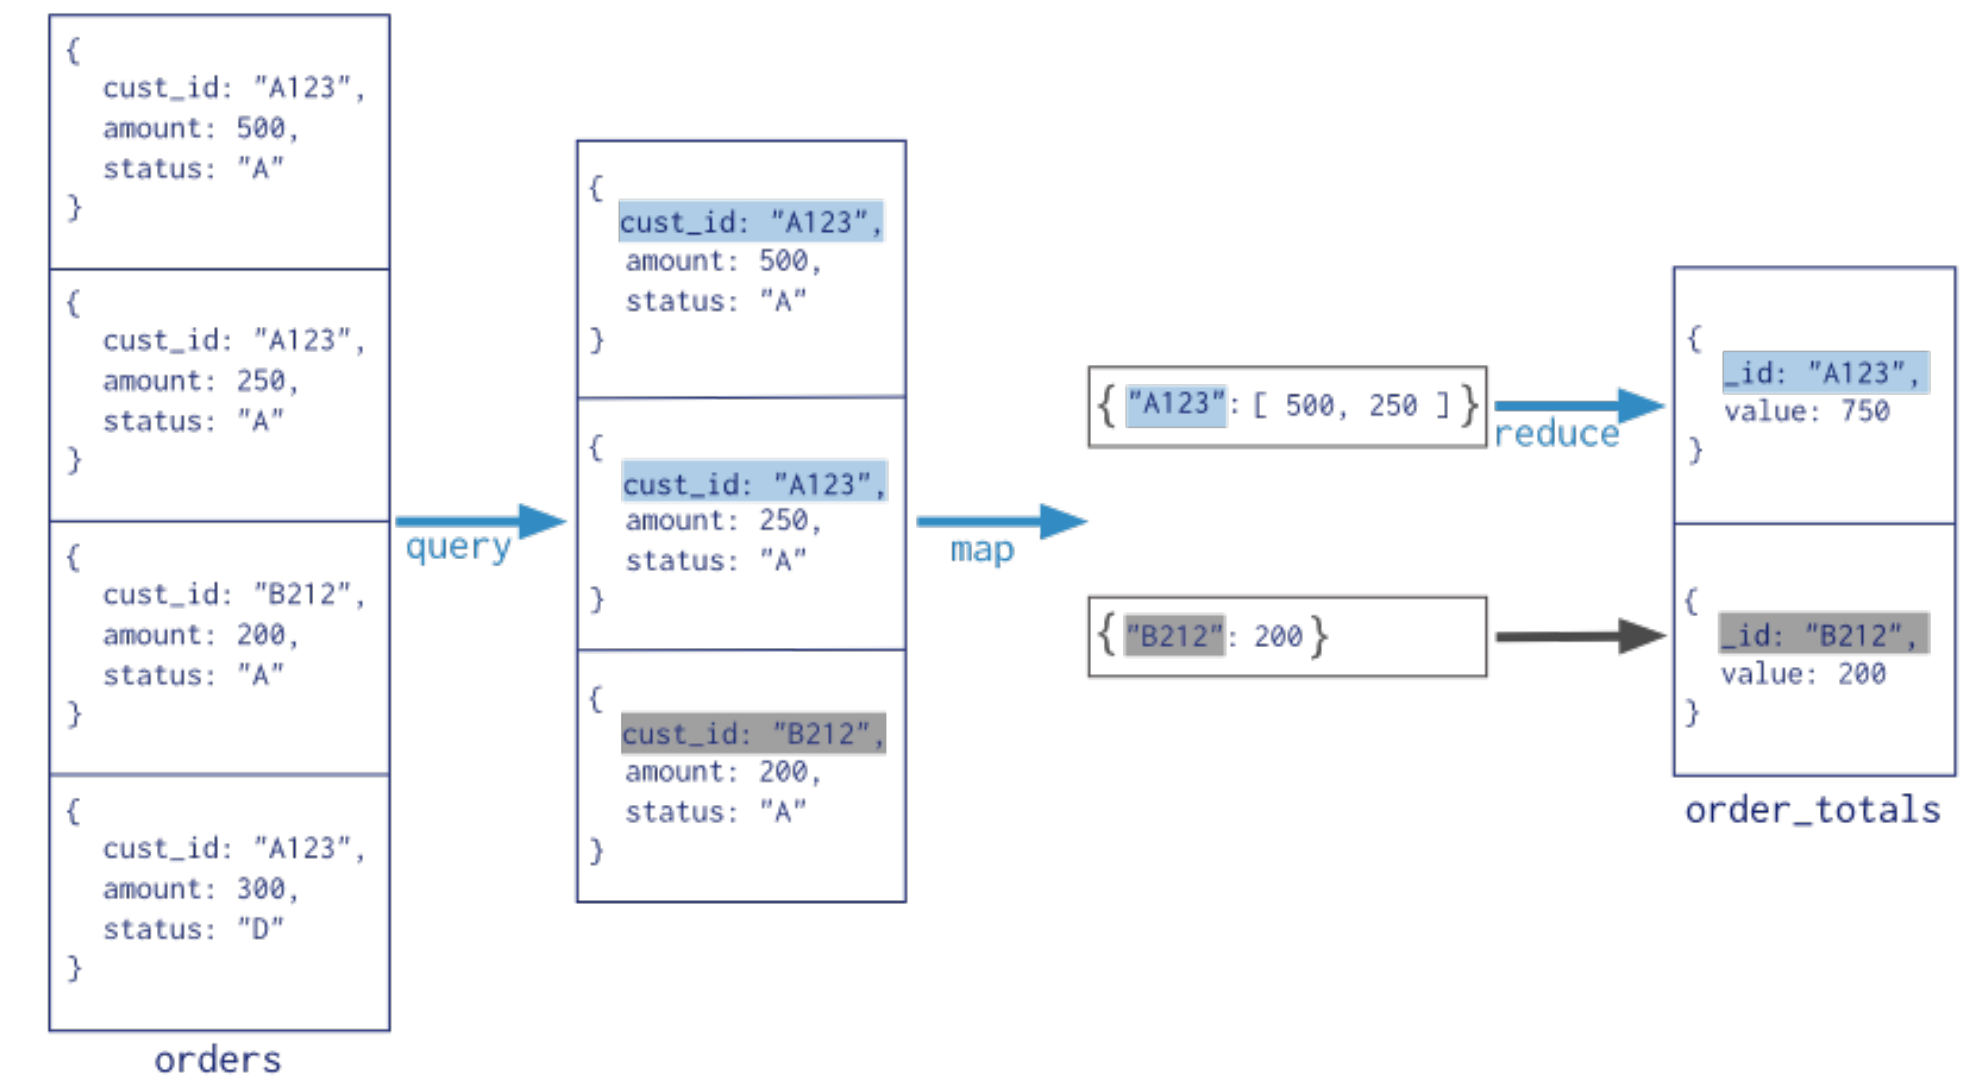 {
cust_id: "A123",
amount: 500,
status: "A"
}
{
cust_id: "A123",
amount: 250,
status: "A"
}
{
cust_id: "B212",
amount: 200,
status: "A"
}
{
cust_id: "A123",
amount: 300,
status: "D"
}
orders
query
{
cust_id: "A123",
amount: 500,
status: "A"
}
{
cust_id: "A123",
amount: 250,
status: "A"
}
{
cust_id: "B212",
amount: 200,
status: "A"
}
map
{ "A123": [ 500, 250 ] }
{ "B212": 200 }
reduce
{
_id: "A123",
value: 750
}
{
_id: "B212",
value: 200
}
order_totals